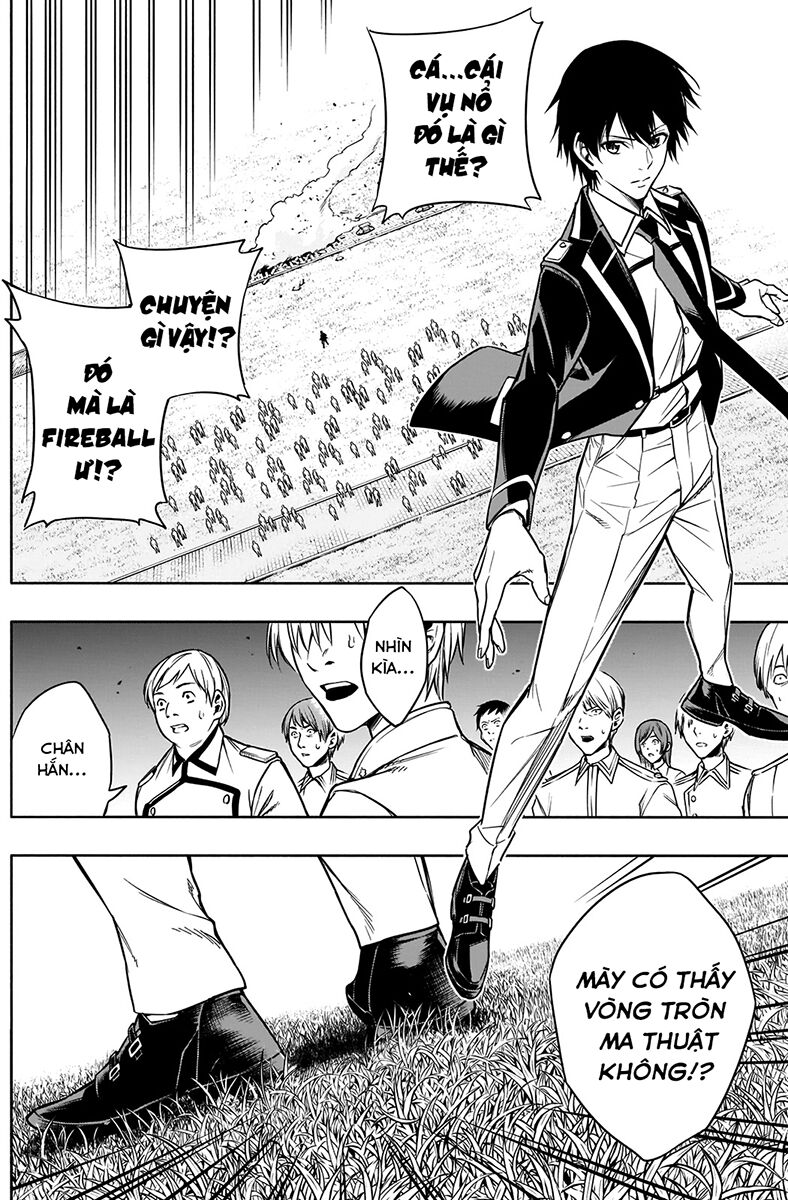 CÁ...CÁI
VỤ NỔ
ĐÓ LÀ GÌ
THẾ?
CHUYỆN
GÌ VẬY!?
ĐÓ
MÀ LÀ
FIREBALL
Ư!?
NHÌN
KÌA...
CHÂN
HẮN...
MÀY CÓ THẤY
VÒNG TRÒN
MA THUẬT
KHÔNG!?